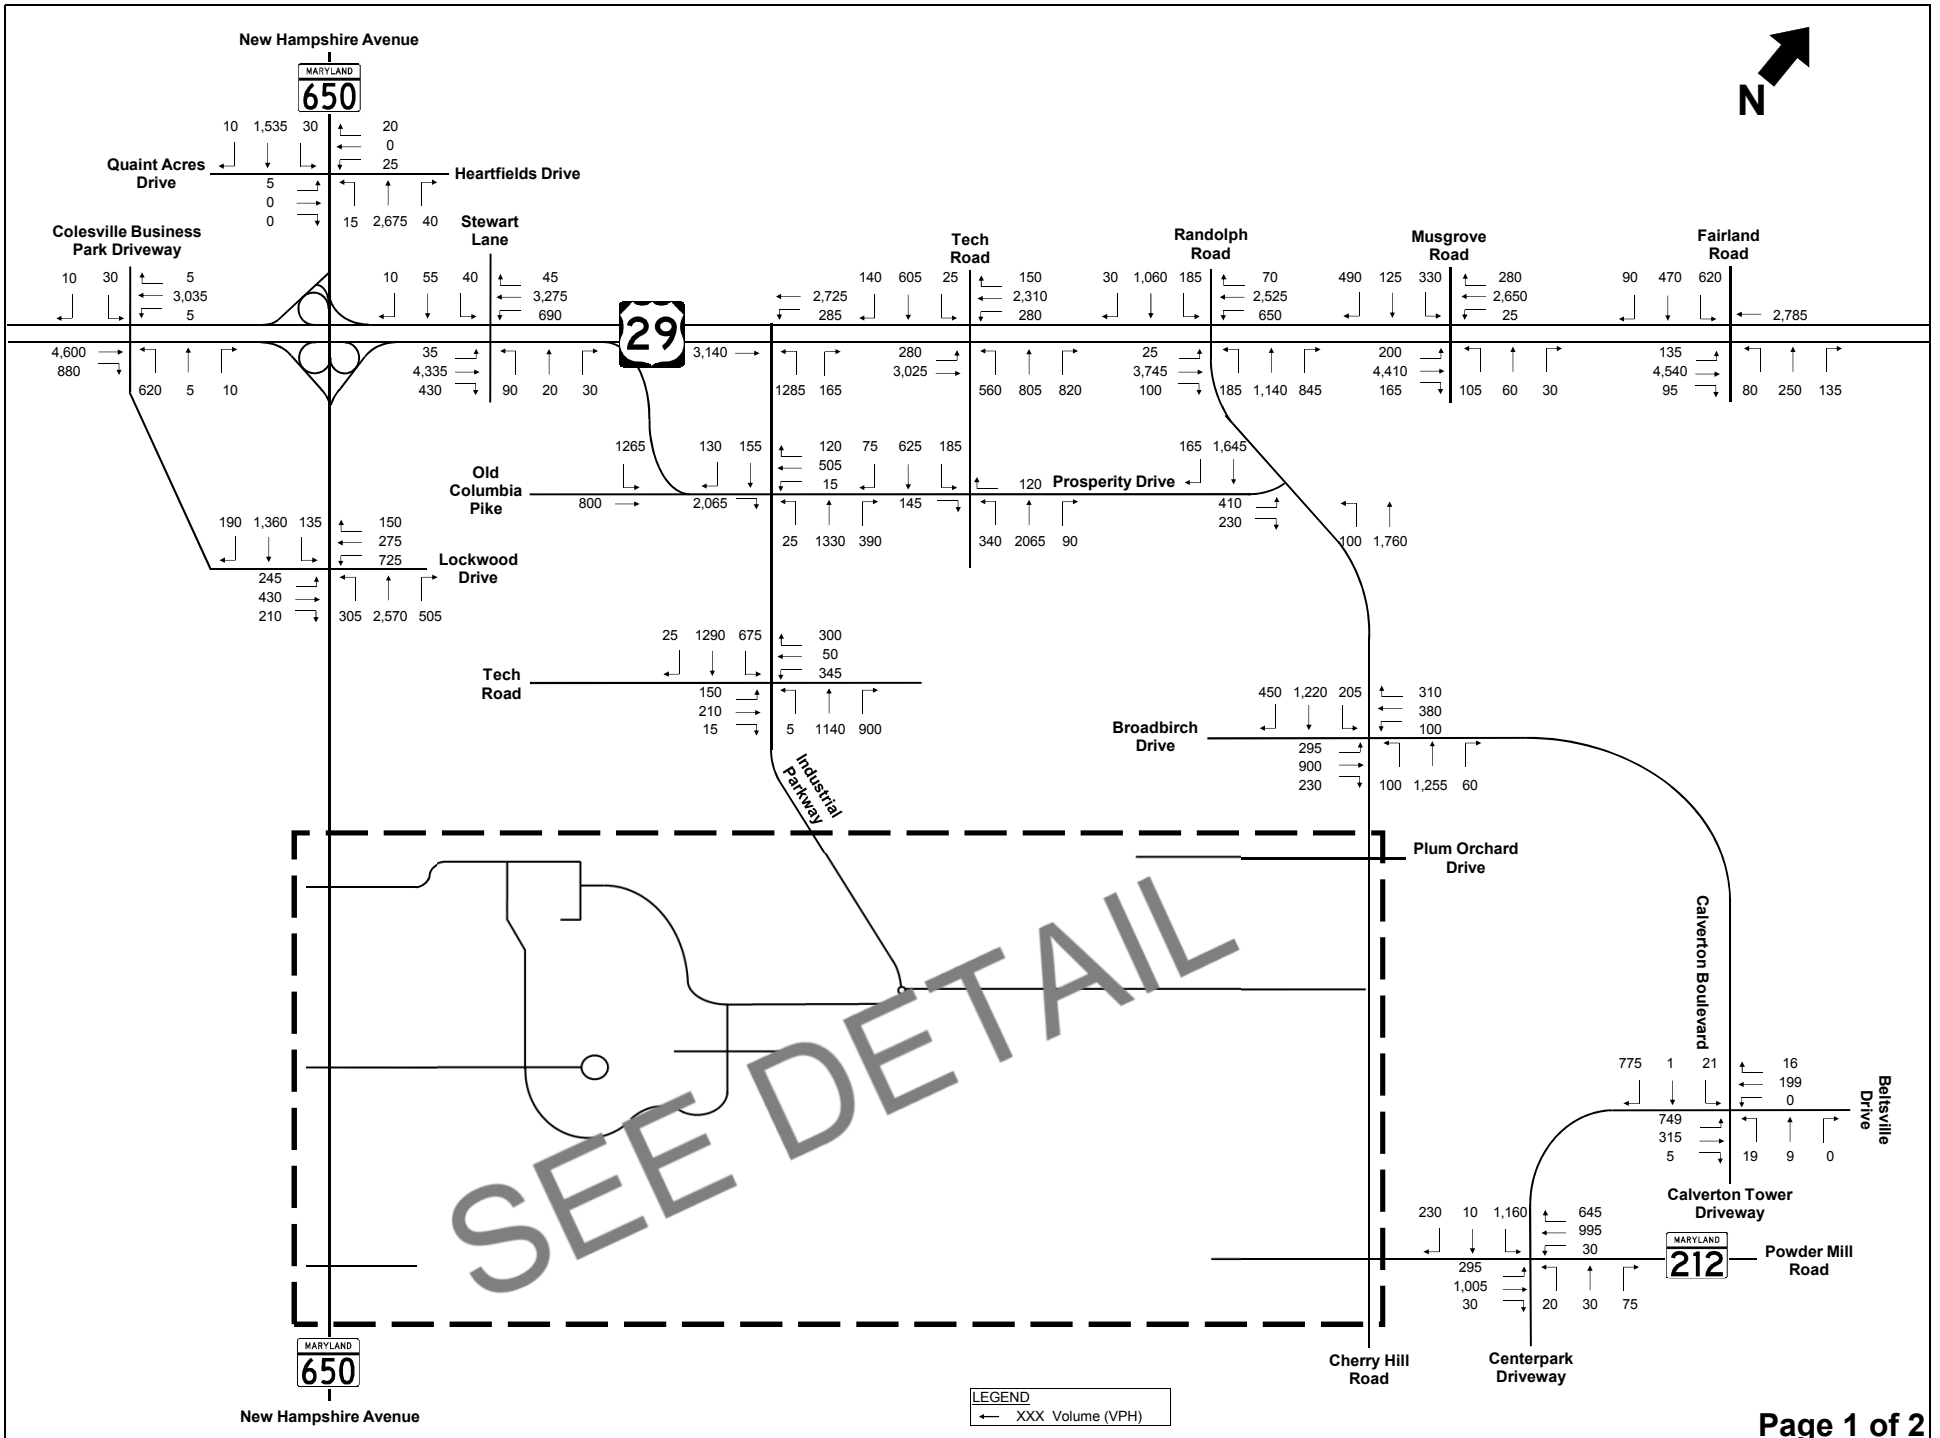 New Hampshire Avenue
MARYLAND
650
10 1,535 30 20
0
25
Quaint Acres
Drive
Heartfields Drive
5
0
0
15 2,675 40
Colesville Business
Park Driveway
Stewart
Lane
Tech
Road
Randolph
Road
Musgrove
Road
Fairland
Road
10 30 5 10 55 40 45 140 605 25 150 30 1,060 185 70 490 125 330 280 90 470 620
3,035 3,275 2,725 2,310 2,525 2,650
5 690 285 280 650 25 2,785
29
4,600 35 3,140 280 25 200 135
880 4,335 3,025 3,745 4,410 4,540
620 5 10 430 90 20 30 1285 165 560 805 820 100 185 1,140 845 165 105 60 30 95 80 250 135
1265 130 155 120 75 625 185 165 1,645
505
15
Old
Columbia
Pike
800 2,065 145 120 Prosperity Drive 410
230
25 1330 390 340 2065 90 100 1,760
190 1,360 135 150
275
725
Lockwood
Drive
245
430
210 305 2,570 505
25 1290 675 300
50
345
Tech
Road
150
210
15 5 1140 900
450 1,220 205 310
380
100
Broadbirch
Drive
295
900
230 100 1,255 60
Industrial
Parkway
Plum Orchard
Drive
Calverton Boulevard
SEE DETAIL
775 1 21 16
199
0
Beltsville
Drive
749
315
5 19 9 0
Calverton Tower
Driveway
230 10 1,160 645
995
30
MARYLAND
212
Powder Mill
Road
295
1,005
30 20 30 75
MARYLAND
650
New Hampshire Avenue
Cherry Hill
Road
Centerpark
Driveway
LEGEND
XXX Volume (VPH)
N
Page 1 of 2